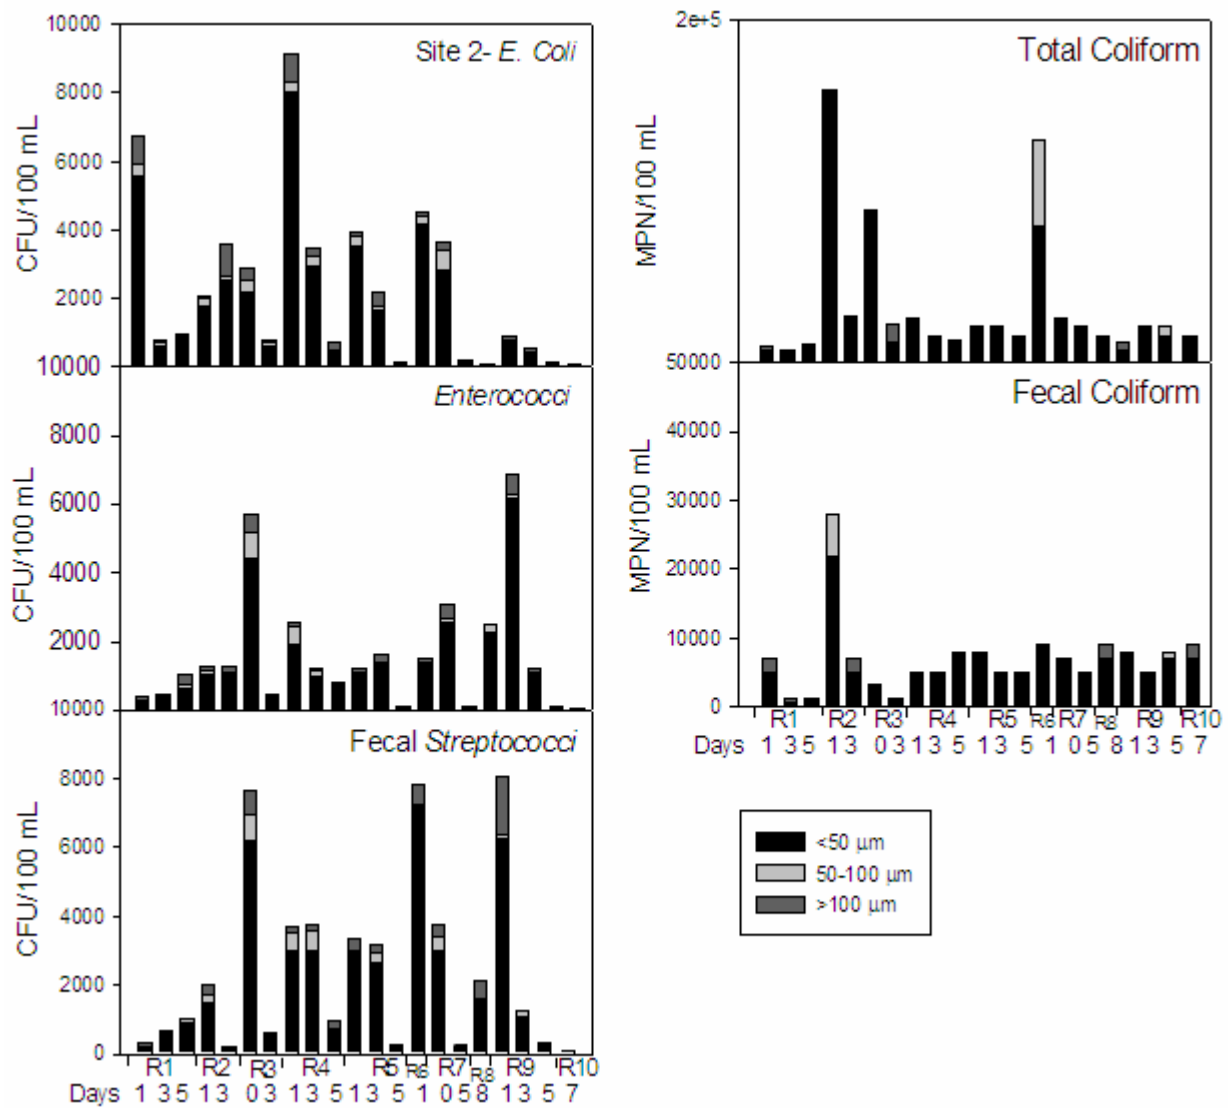 10000
Site 2- E. Coli
8000
6000
4000
2000
CFU/100 mL
10000
Enterococci
8000
6000
4000
2000
CFU/100 mL
10000
Fecal Streptococci
8000
6000
4000
2000
0
CFU/100 mL
R1 R2 R3 R4 R5 R6 R7 R8 R9 R10
Days 1 3 5 1 3 0 3 1 3 5 1 3 5 1 0 5 8 1 3 5 7
2e+5
Total Coliform
MPN/100 mL
50000
Fecal Coliform
40000
30000
20000
10000
0
MPN/100 mL
R1 R2 R3 R4 R5 R6 R7 R8 R9 R10
Days 1 3 5 1 3 0 3 1 3 5 1 3 5 1 0 5 8 1 3 5 7
<50 µm
50-100 µm
>100 µm